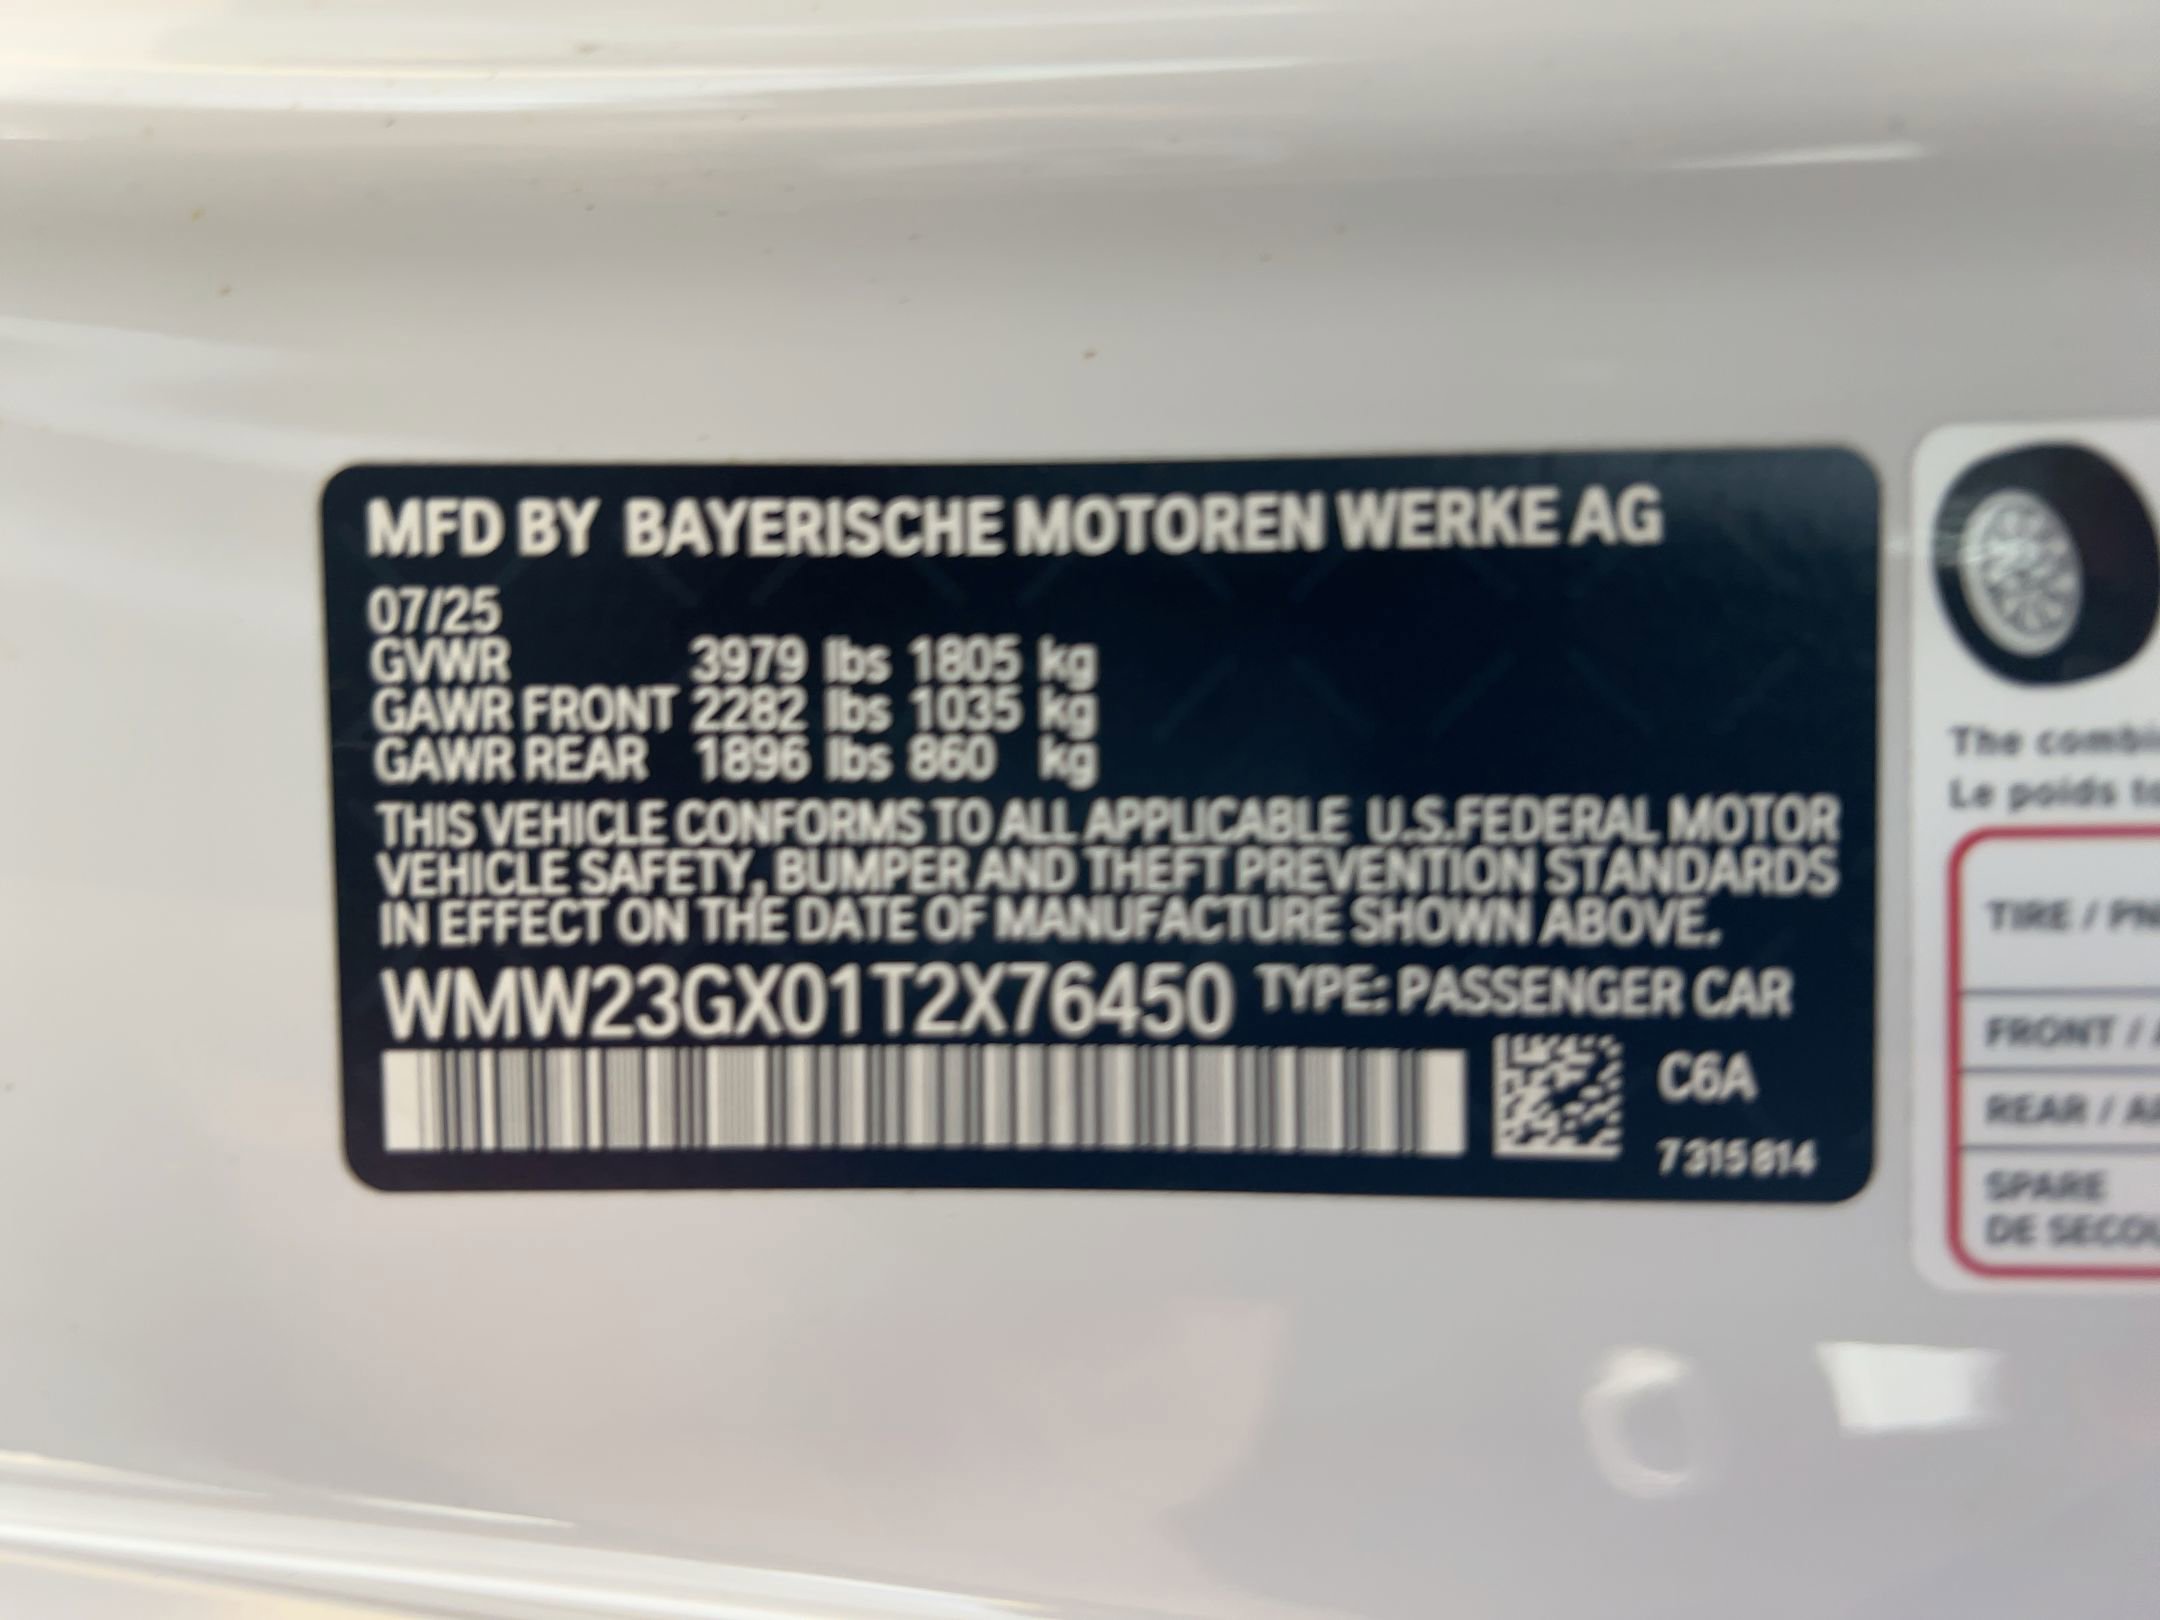 MFD BY BAYERISCHE MOTOREN WERKE AG
07/25
GVWR 3979 lbs 1805 kg
GAWR FRONT 2282 lbs 1035 kg
GAWR REAR 1896 lbs 860 kg
THIS VEHICLE CONFORMS TO ALL APPLICABLE U.S.FEDERAL MOTOR
VEHICLE SAFETY, BUMPER AND THEFT PREVENTION STANDARDS
IN EFFECT ON THE DATE OF MANUFACTURE SHOWN ABOVE.
WMW23GX01T2X76450 TYPE: PASSENGER CAR
C6A
7315814
The
Le poids
TIRE /
FRONT /
REAR /
SPARE
DE